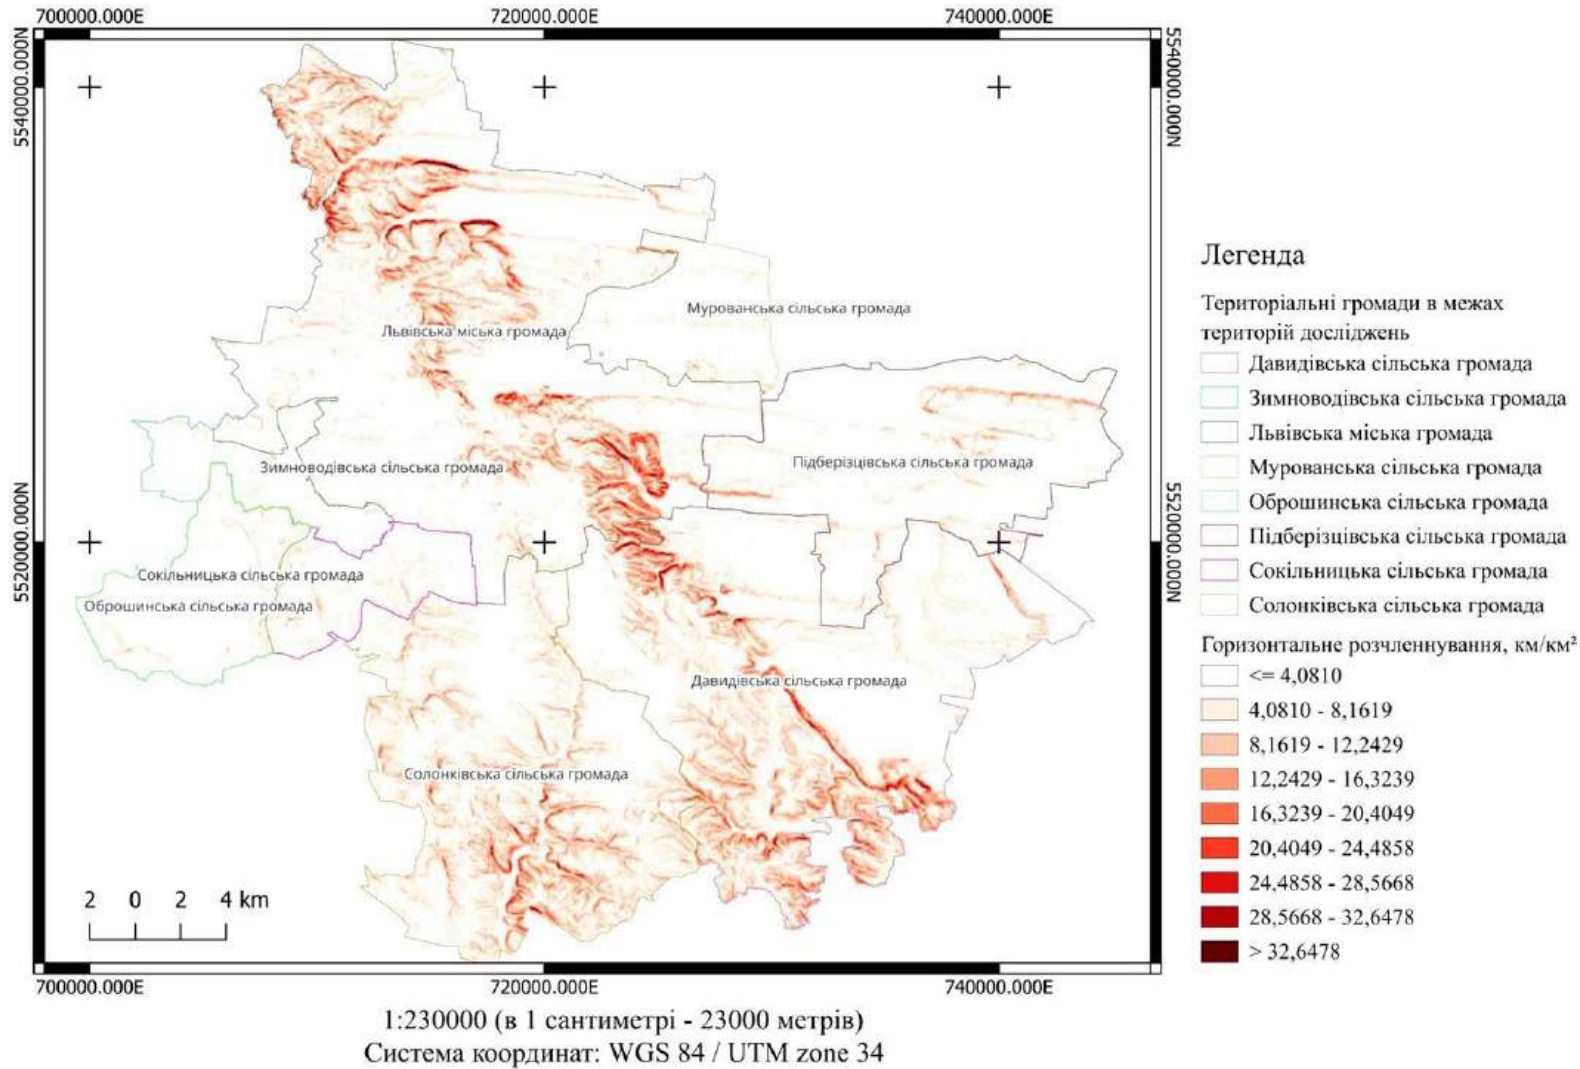 700000.000E
720000.000E
740000.000E
5540000.000N
5540000.000N
Мурованська сільська громада
Львівська міська громада
Зимноводівська сільська громада
Підберізцівська сільська громада
5520000.000N
5520000.000N
Сокільницька сільська громада
Оброшинська сільська громада
Давидівська сільська громада
Солонківська сільська громада
2 0 2 4 km
700000.000E
720000.000E
740000.000E
1:230000 (в 1 сантиметрі - 23000 метрів)
Система координат: WGS 84 / UTM zone 34
Легенда
Територіальні громади в межах
територій досліджень
Давидівська сільська громада
Зимноводівська сільська громада
Львівська міська громада
Мурованська сільська громада
Оброшинська сільська громада
Підберізцівська сільська громада
Сокільницька сільська громада
Солонківська сільська громада
Горизонтальне розчленнування, км/км²
<= 4,0810
4,0810 - 8,1619
8,1619 - 12,2429
12,2429 - 16,3239
16,3239 - 20,4049
20,4049 - 24,4858
24,4858 - 28,5668
28,5668 - 32,6478
> 32,6478